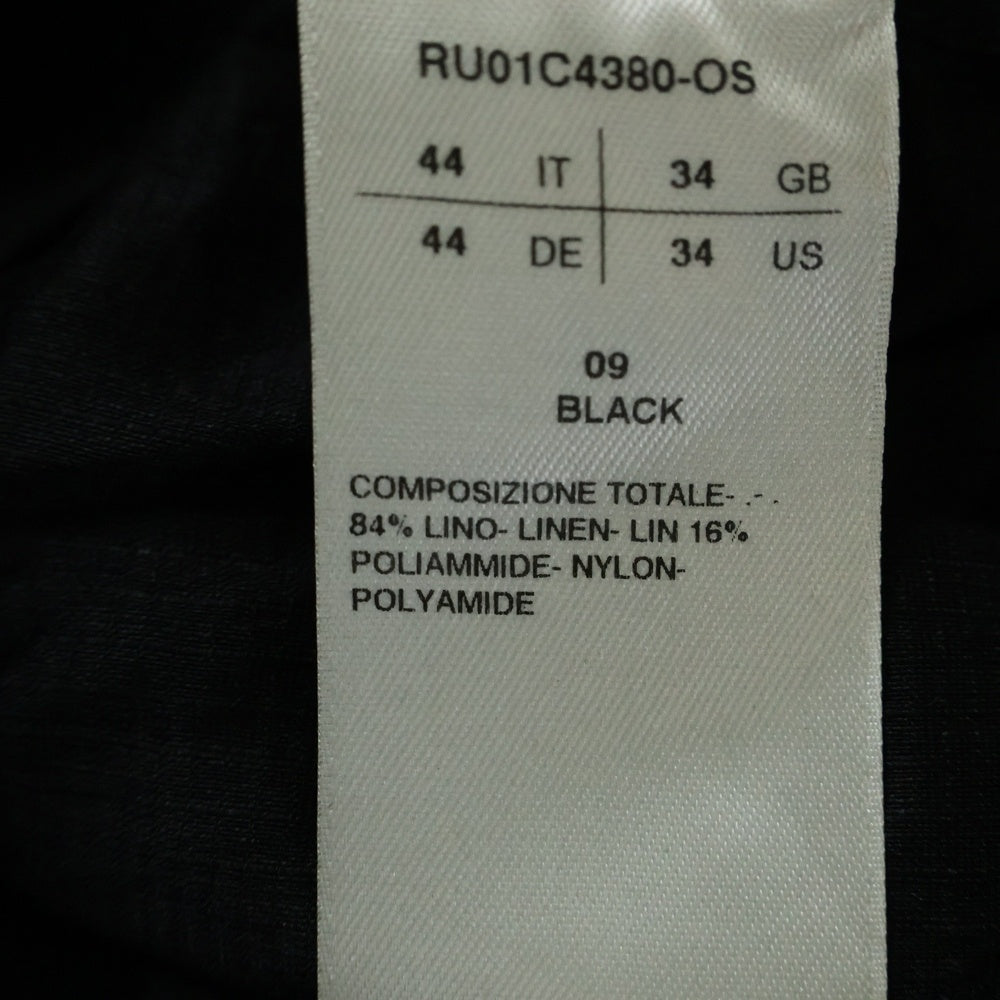 RU01C4380-OS
44 IT 34 GB
44 DE 34 US
09
BLACK
COMPOSIZIONE TOTALE- .- .
84% LINO- LINEN- LIN 16%
POLIAMMIDE- NYLON-
POLYAMIDE